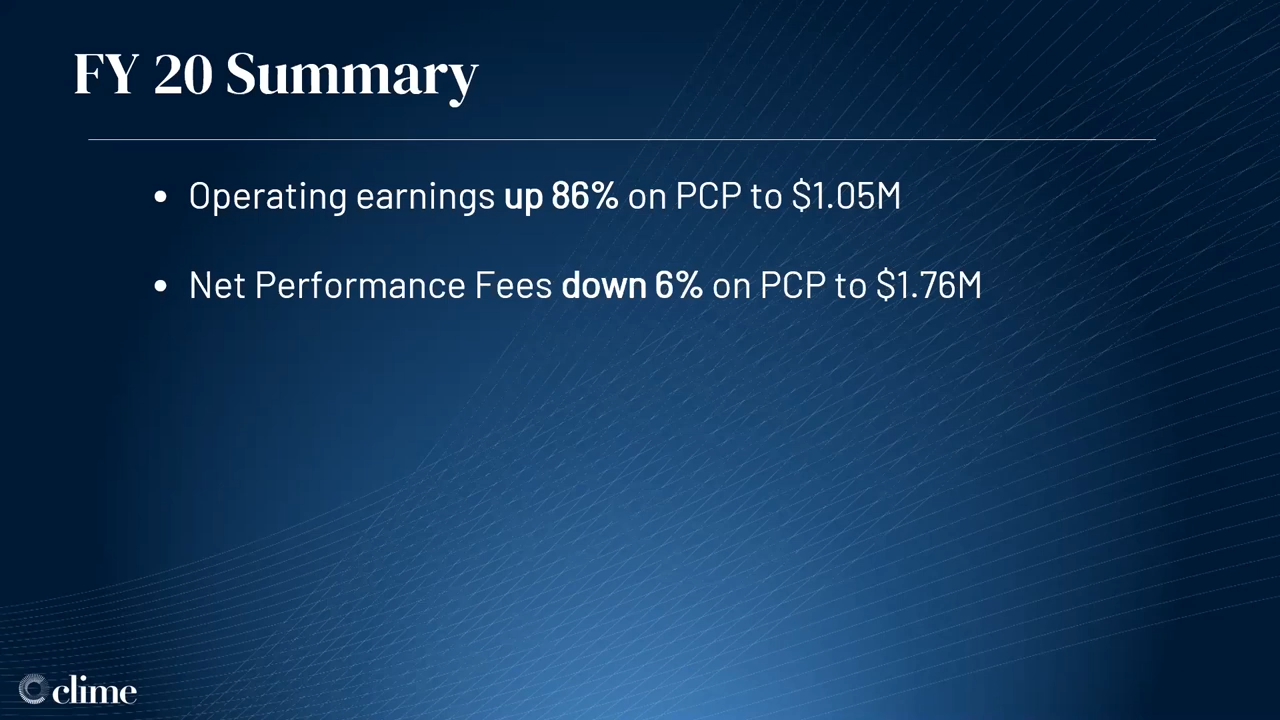 FY 20 Summary
• Operating earnings up 86% on PCP to $1.05M
• Net Performance Fees down 6% on PCP to $1.76M
clime